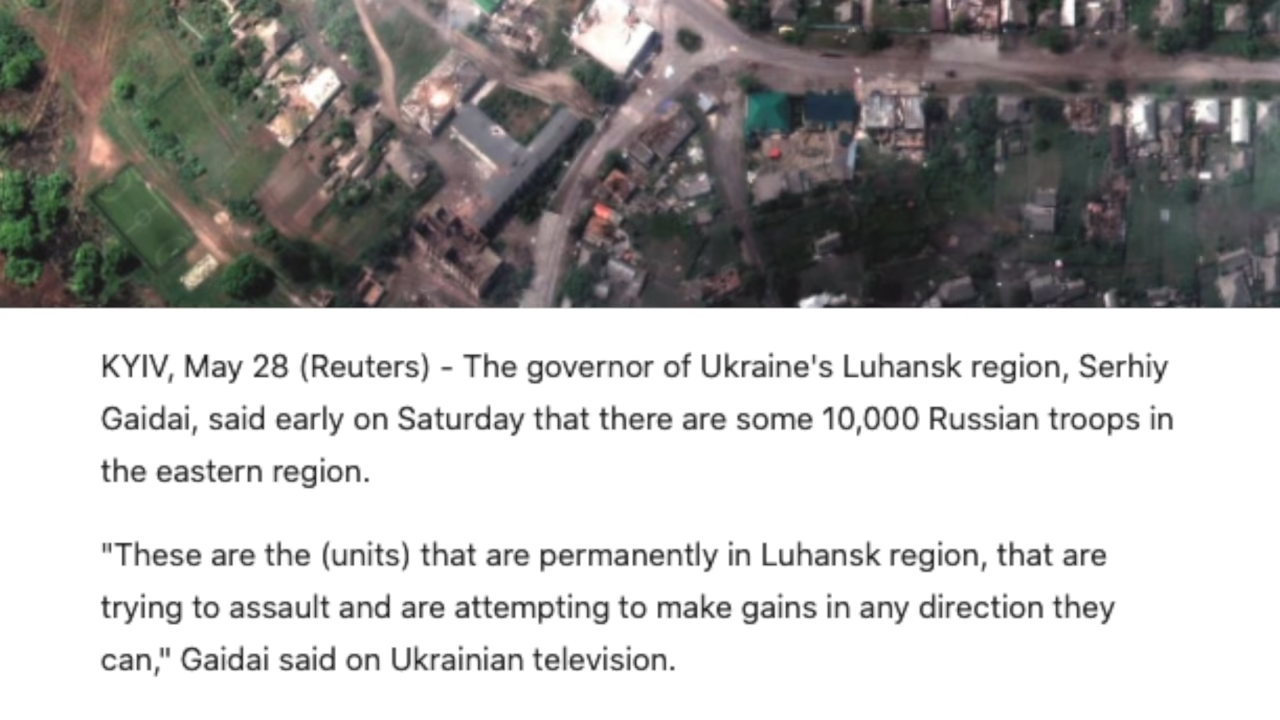 KYIV, May 28 (Reuters) - The governor of Ukraine's Luhansk region, Serhiy
Gaidai, said early on Saturday that there are some 10,000 Russian troops in
the eastern region.
"These are the (units) that are permanently in Luhansk region, that are
trying to assault and are attempting to make gains in any direction they
can," Gaidai said on Ukrainian television.